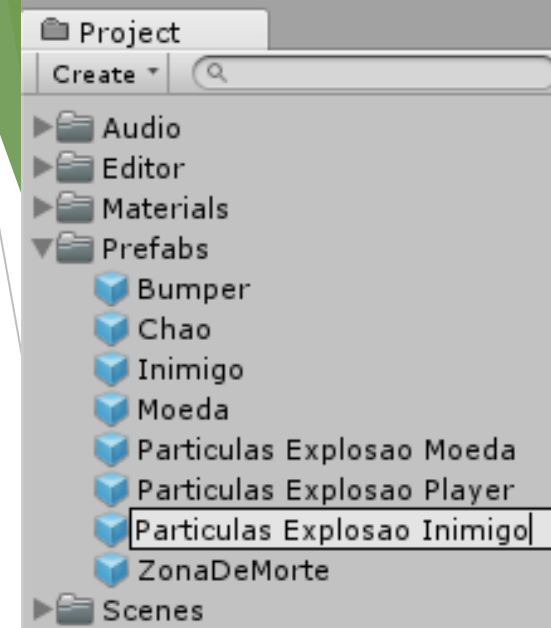 Project
Create
Audio
Editor
Materials
Prefabs
Bumper
Chao
Inimigo
Moeda
Particulas Explosao Moeda
Particulas Explosao Player
Particulas Explosao Inimigo
ZonaDeMorte
Scenes